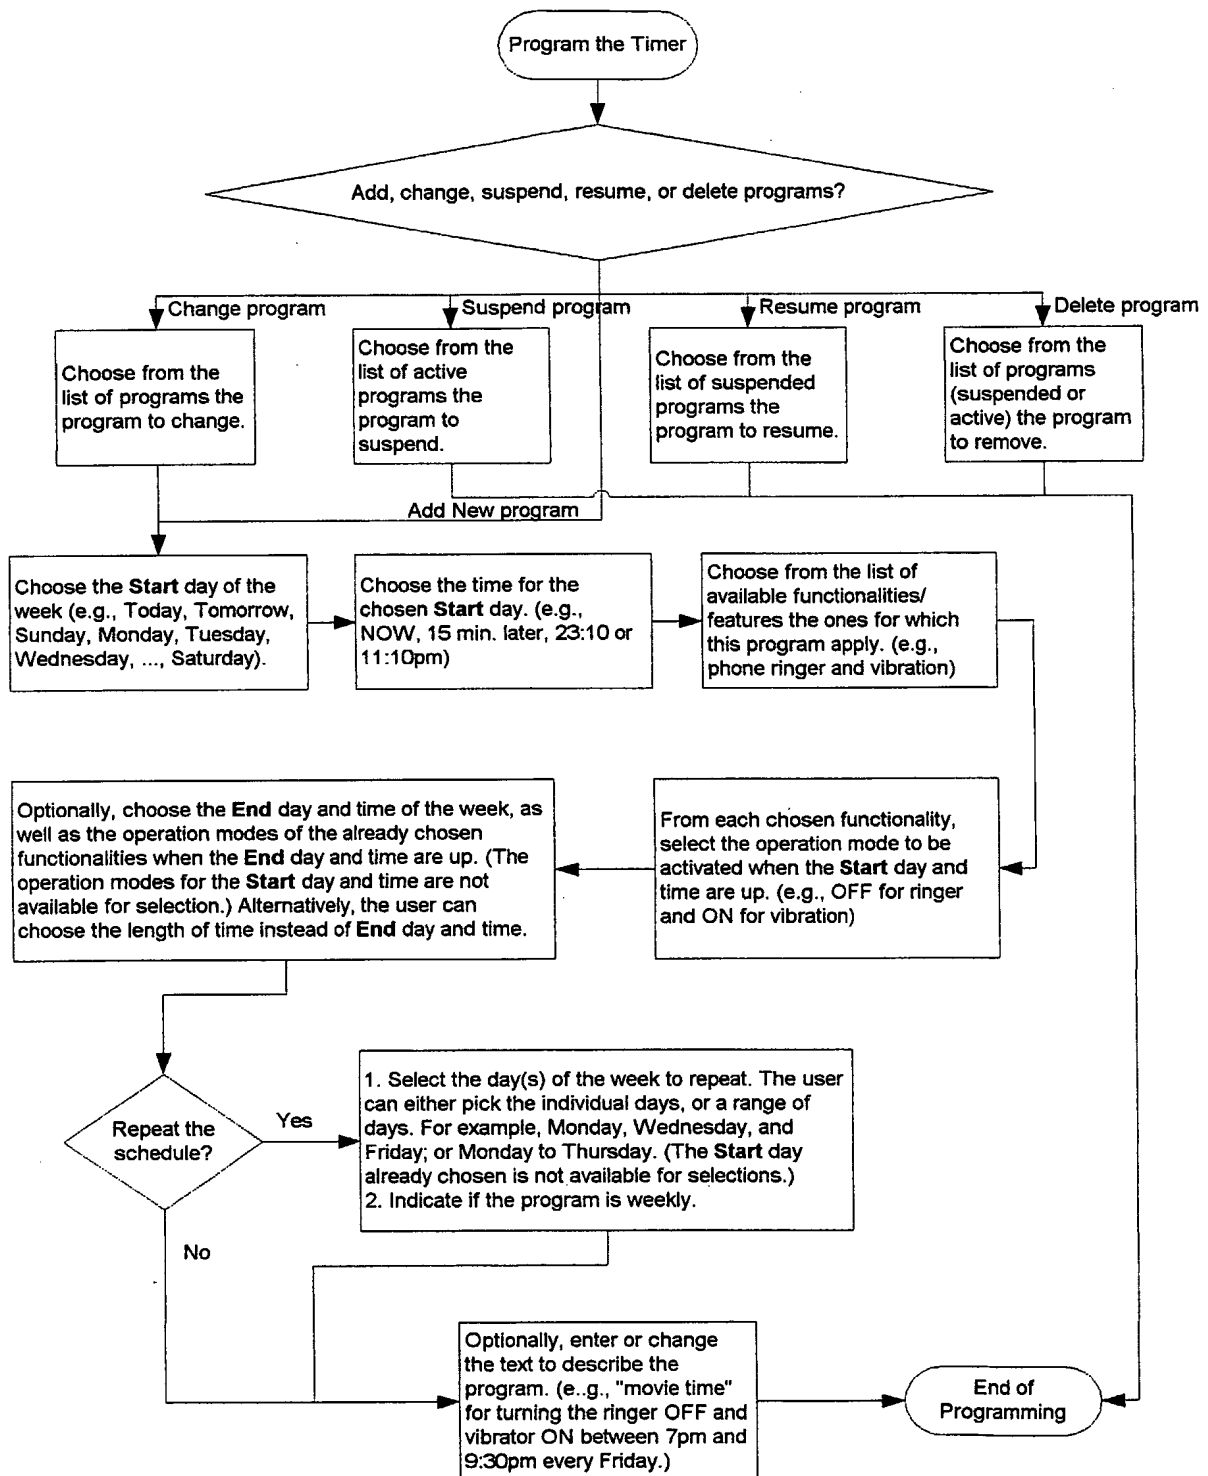 Program the Timer
Add, change, suspend, resume, or delete programs?
Change program
Suspend program
Resume program
Delete program
Choose from the
list of programs the
program to change.
Choose from the
list of active
programs the
program to
suspend.
Choose from the
list of suspended
programs the
program to resume.
Choose from the
list of programs
(suspended or
active) the program
to remove.
Add New program
Choose the Start day of the
week (e.g., Today, Tomorrow,
Sunday, Monday, Tuesday,
Wednesday, ..., Saturday).
Choose the time for the
chosen Start day. (e.g.,
NOW, 15 min. later, 23:10 or
11:10pm)
Choose from the list of
available functionalities/
features the ones for which
this program apply. (e.g.,
phone ringer and vibration)
Optionally, choose the End day and time of the week, as
well as the operation modes of the already chosen
functionalities when the End day and time are up. (The
operation modes for the Start day and time are not
available for selection.) Alternatively, the user can
choose the length of time instead of End day and time.
From each chosen functionality,
select the operation mode to be
activated when the Start day and
time are up. (e.g., OFF for ringer
and ON for vibration)
Repeat the
schedule?
Yes
1. Select the day(s) of the week to repeat. The user
can either pick the individual days, or a range of
days. For example, Monday, Wednesday, and
Friday; or Monday to Thursday. (The Start day
already chosen is not available for selections.)
2. Indicate if the program is weekly.
No
Optionally, enter or change
the text to describe the
program. (e..g., "movie time"
for turning the ringer OFF and
vibrator ON between 7pm and
9:30pm every Friday.)
End of
Programming